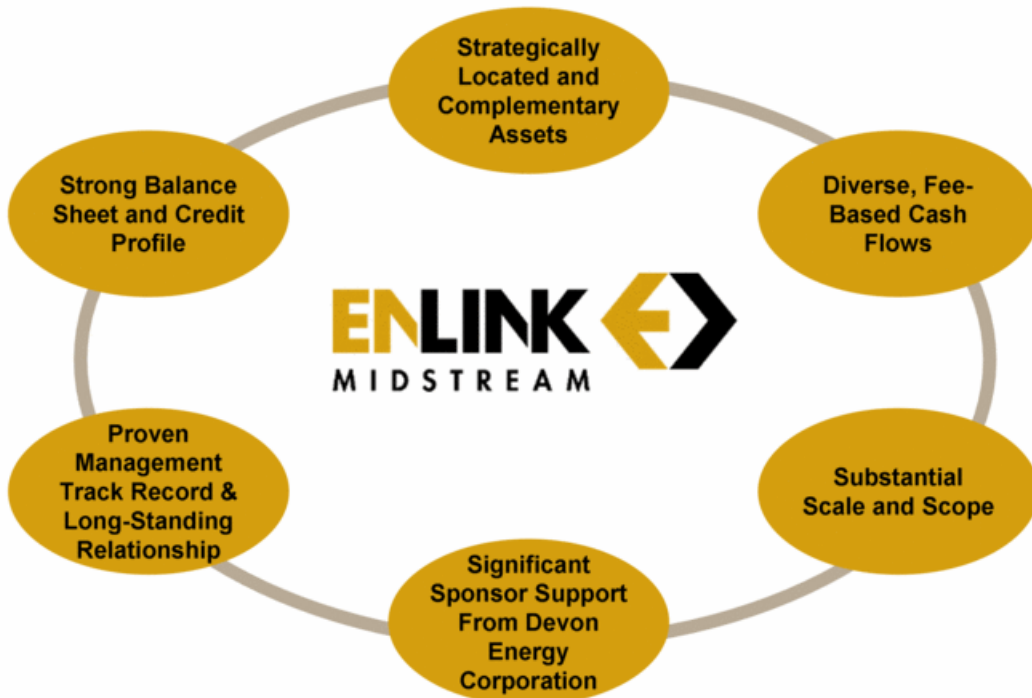 Strategically
Located and
Complementary
Assets
Strong Balance
Sheet and Credit
Profile
Diverse, Fee-
Based Cash
Flows
ENLINK
MIDSTREAM
Proven
Management
Track Record &
Long-Standing
Relationship
Substantial
Scale and Scope
Significant
Sponsor Support
From Devon
Energy
Corporation